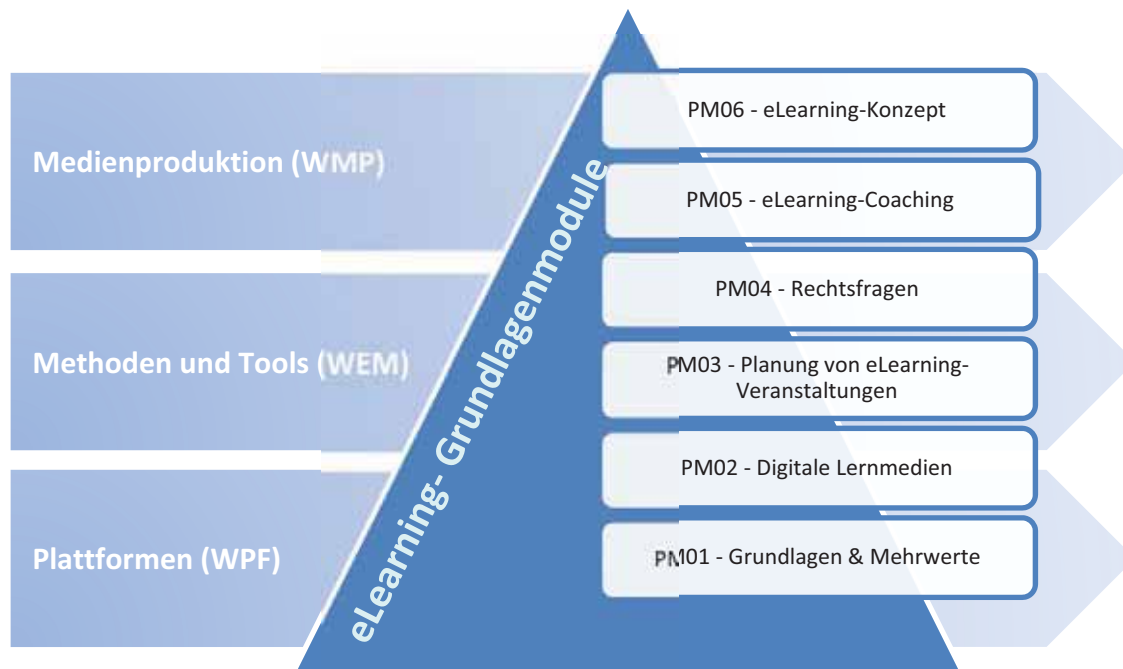 Medienproduktion (WMP)
Methoden und Tools (WEM)
Plattformen (WPF)
eLearning- Grundlagenmodule
PM06 - eLearning-Konzept
PM05 - eLearning-Coaching
PM04 - Rechtsfragen
PM03 - Planung von eLearning-
Veranstaltungen
PM02 - Digitale Lernmedien
PM01 - Grundlagen & Mehrwerte